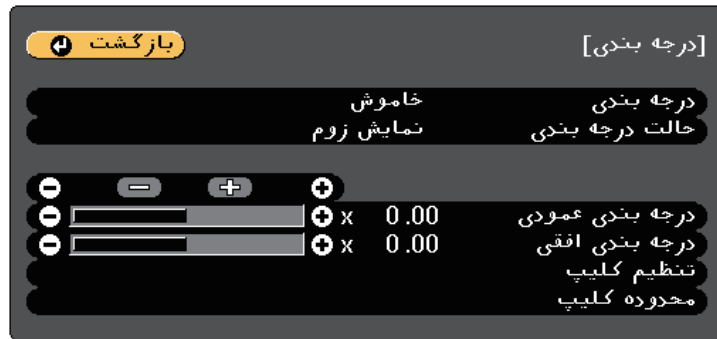 [درجه بندی] بازگشت
درجه بندی خاموش
حالت درجه بندی نمایش زوم
درجه بندی عمودی 0.00 x
درجه بندی افقی 0.00 x
تنظیم کلیپ
محدوده کلیپ